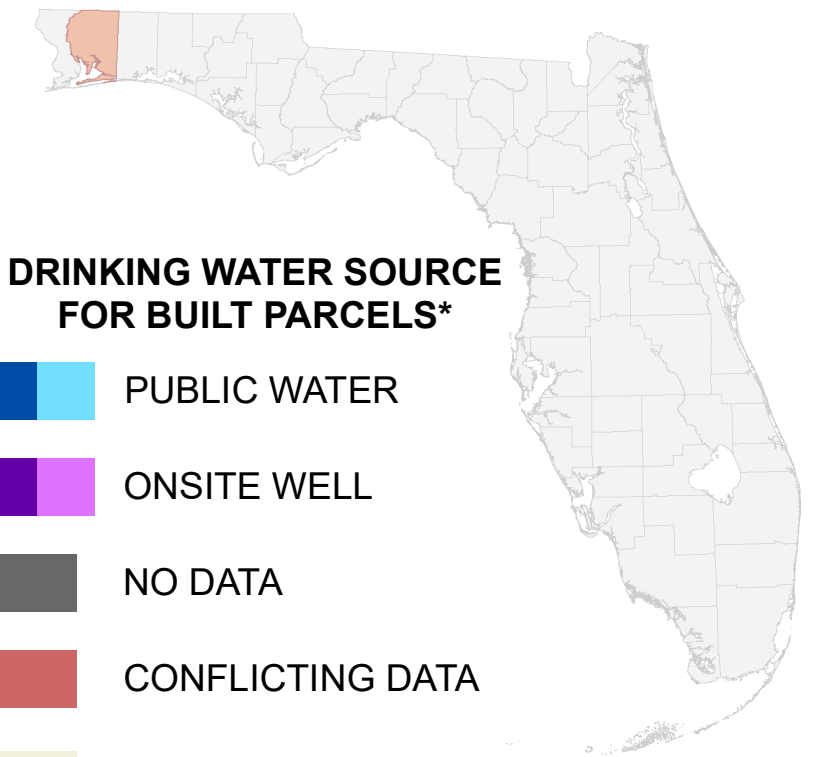 DRINKING WATER SOURCE
FOR BUILT PARCELS*
PUBLIC WATER
ONSITE WELL
NO DATA
CONFLICTING DATA